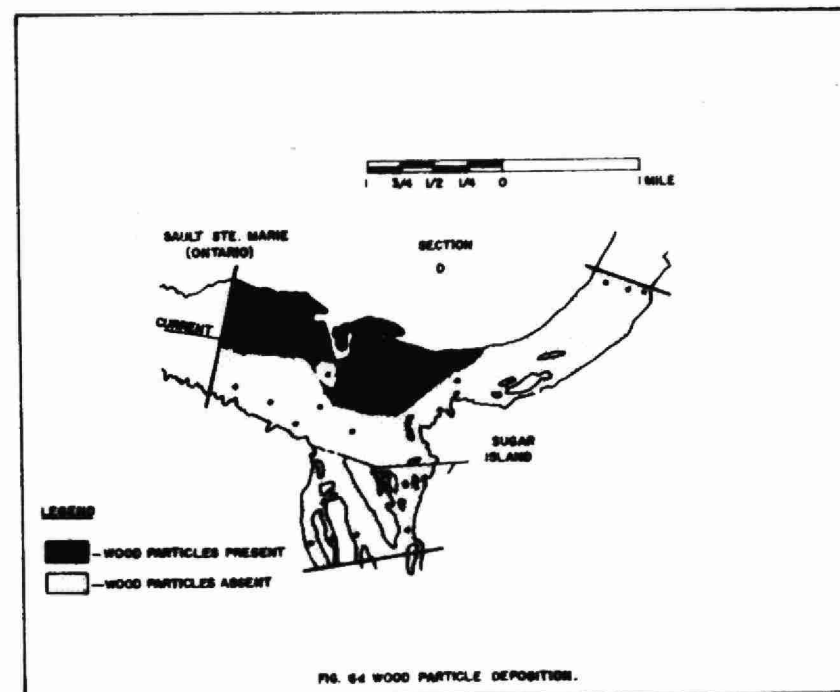 1 3/4 1/2 1/4 0 1 MILE
SAULT STE. MARIE
(ONTARIO)
SECTION
D
CURRENT
SUGAR
ISLAND
LEGEND
—WOOD PARTICLES PRESENT
—WOOD PARTICLES ABSENT
FIG. 6d WOOD PARTICLE DEPOSITION.